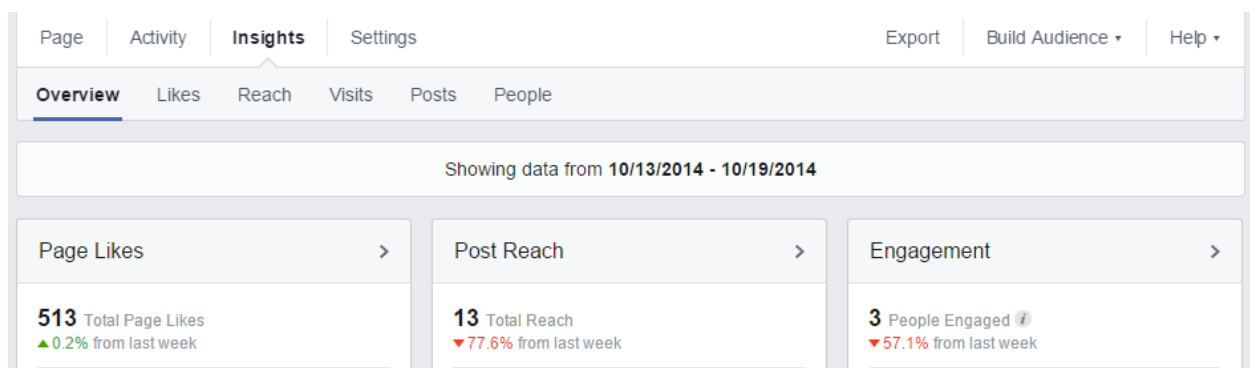 Page Activity Insights Settings Export Build Audience Help
Overview Likes Reach Visits Posts People
Showing data from 10/13/2014 - 10/19/2014
Page Likes
513 Total Page Likes
0.2% from last week
Post Reach
13 Total Reach
77.6% from last week
Engagement
3 People Engaged i
57.1% from last week